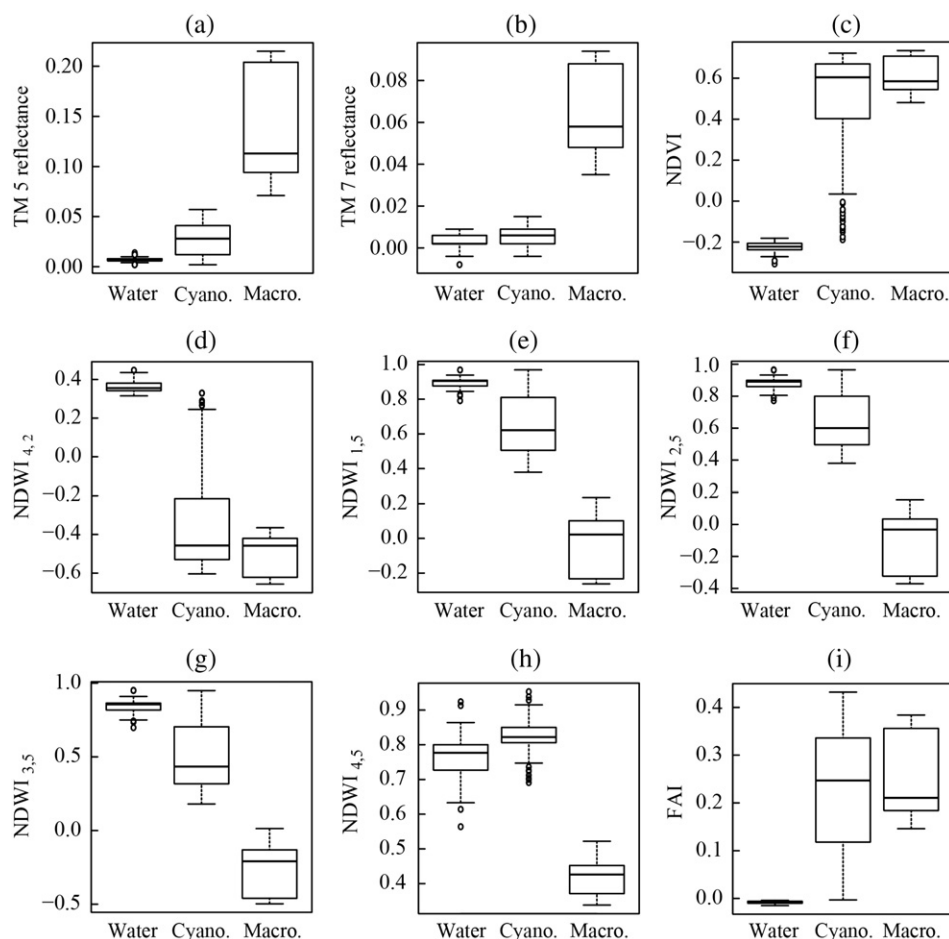 (a)
TM 5 reflectance
0.20
0.15
0.10
0.05
0.00
Water Cyano. Macro.
(b)
TM 7 reflectance
0.08
0.06
0.04
0.02
0.00
Water Cyano. Macro.
(c)
NDVI
0.6
0.4
0.2
0.0
−0.2
Water Cyano. Macro.
(d)
NDWI 4,2
0.4
0.2
0.0
−0.2
−0.4
−0.6
Water Cyano. Macro.
(e)
NDWI 1,5
1.0
0.8
0.6
0.4
0.2
0.0
−0.2
Water Cyano. Macro.
(f)
NDWI 2,5
1.0
0.8
0.6
0.4
0.2
0.0
−0.2
−0.4
Water Cyano. Macro.
(g)
NDWI 3,5
1.0
0.5
0.0
−0.5
Water Cyano. Macro.
(h)
NDWI 4,5
0.9
0.8
0.7
0.6
0.5
0.4
Water Cyano. Macro.
(i)
FAI
0.4
0.3
0.2
0.1
0.0
Water Cyano. Macro.